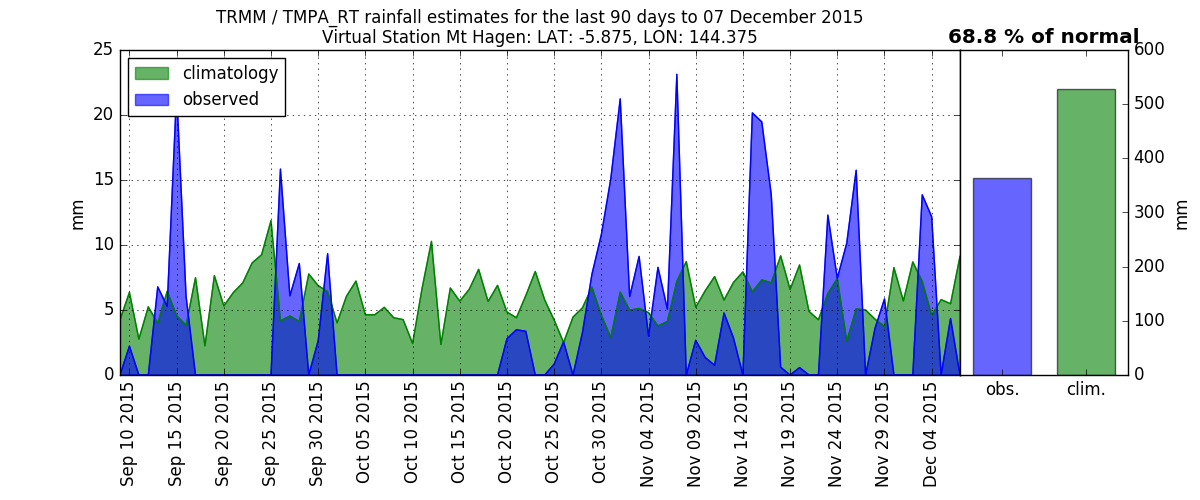 TRMM / TMPA_RT rainfall estimates for the last 90 days to 07 December 2015
Virtual Station Mt Hagen: LAT: -5.875, LON: 144.375
68.8 % of normal
climatology
observed
25
20
15
10
5
0
mm
Sep 10 2015
Sep 15 2015
Sep 20 2015
Sep 25 2015
Sep 30 2015
Oct 05 2015
Oct 10 2015
Oct 15 2015
Oct 20 2015
Oct 25 2015
Oct 30 2015
Nov 04 2015
Nov 09 2015
Nov 14 2015
Nov 19 2015
Nov 24 2015
Nov 29 2015
Dec 04 2015
obs.
clim.
600
500
400
300
200
100
0
mm